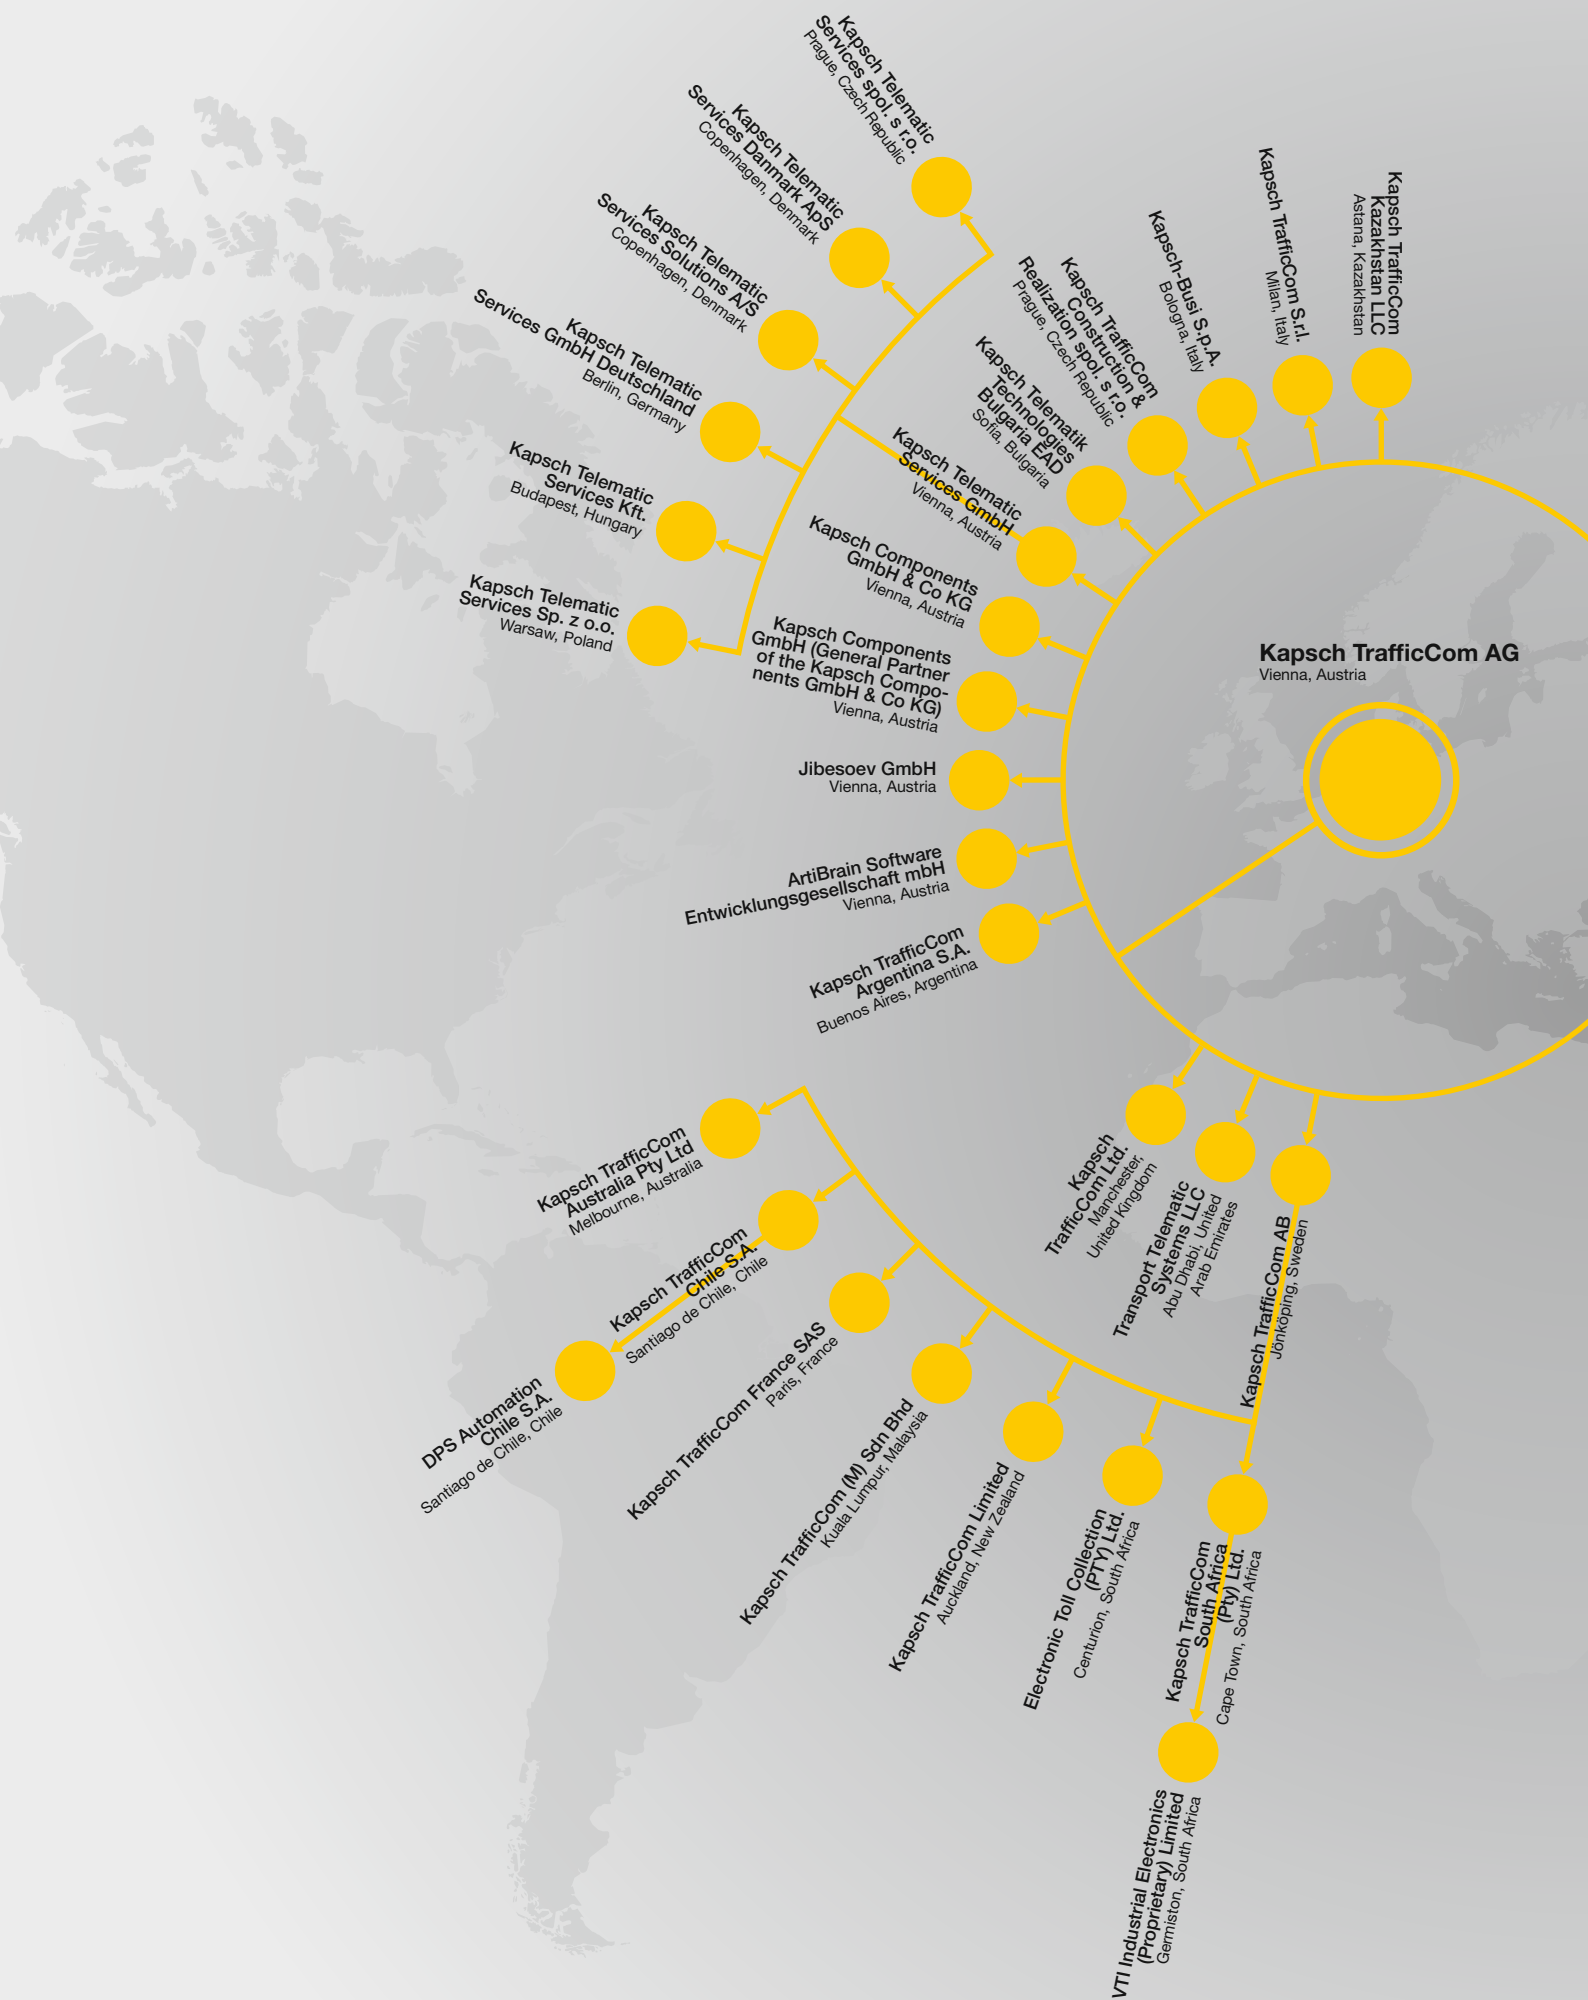 Kapsch Telematic
Services spol. s r.o.
Prague, Czech Republic
Kapsch Telematic
Services Danmark ApS
Copenhagen, Denmark
Kapsch Telematic
Services Solutions A/S
Copenhagen, Denmark
Kapsch Telematic
Services GmbH Deutschland
Berlin, Germany
Kapsch Telematic
Services Kft.
Budapest, Hungary
Kapsch Telematic
Services Sp. z o.o.
Warsaw, Poland
Kapsch TrafficCom
Kazakhstan LLC
Astana, Kazakhstan
Kapsch TrafficCom S.r.l.
Milan, Italy
Kapsch-Busi S.p.A.
Bologna, Italy
Kapsch TrafficCom
Construction &
Realization spol. s r.o.
Prague, Czech Republic
Kapsch Telematik
Technologies
Bulgaria EAD
Sofia, Bulgaria
Kapsch Telematic
Services GmbH
Vienna, Austria
Kapsch Components
GmbH & Co KG
Vienna, Austria
Kapsch Components
GmbH (General Partner
of the Kapsch Compo-
nents GmbH & Co KG)
Vienna, Austria
Jibesoev GmbH
Vienna, Austria
ArtiBrain Software
Entwicklungsgesellschaft mbH
Vienna, Austria
Kapsch TrafficCom
Argentina S.A.
Buenos Aires, Argentina
Kapsch TrafficCom AG
Vienna, Austria
Kapsch
TrafficCom Ltd.
Manchester,
United Kingdom
Transport Telematic
Systems LLC
Abu Dhabi, United
Arab Emirates
Kapsch TrafficCom AB
Jönköping, Sweden
Kapsch TrafficCom
Australia Pty Ltd
Melbourne, Australia
Kapsch TrafficCom
Chile S.A.
Santiago de Chile, Chile
DPS Automation
Chile S.A.
Santiago de Chile, Chile
Kapsch TrafficCom France SAS
Paris, France
Kapsch TrafficCom (M) Sdn Bhd
Kuala Lumpur, Malaysia
Kapsch TrafficCom Limited
Auckland, New Zealand
Electronic Toll Collection
(PTY) Ltd.
Centurion, South Africa
Kapsch TrafficCom
South Africa
(Pty) Ltd.
Cape Town, South Africa
VTI Industrial Electronics
(Proprietary) Limited
Germiston, South Africa